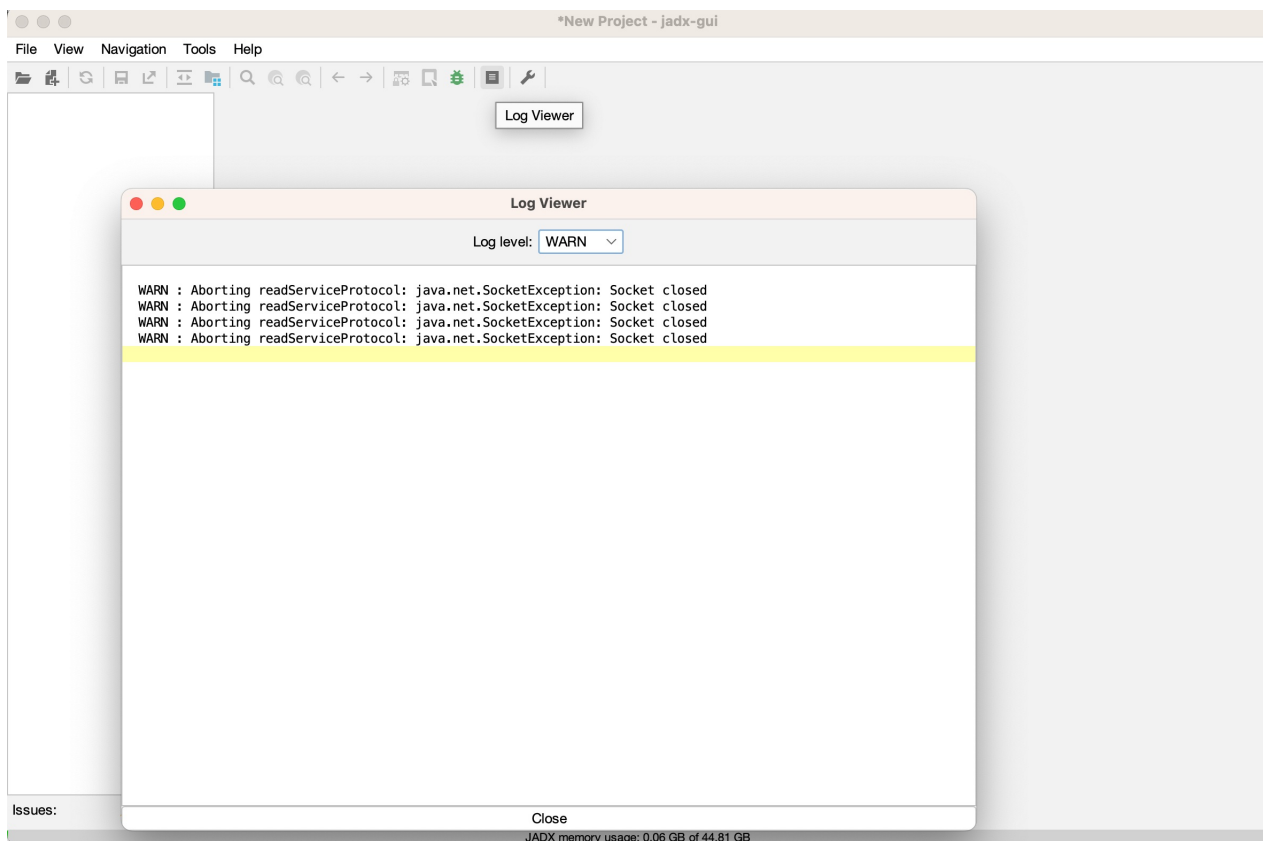 *New Project - jadx-gui
File View Navigation Tools Help
Log Viewer
Log Viewer
Log level: WARN
WARN : Aborting readServiceProtocol: java.net.SocketException: Socket closed
WARN : Aborting readServiceProtocol: java.net.SocketException: Socket closed
WARN : Aborting readServiceProtocol: java.net.SocketException: Socket closed
WARN : Aborting readServiceProtocol: java.net.SocketException: Socket closed
Issues:
Close
JADX memory usage: 0.06 GB of 44.81 GB